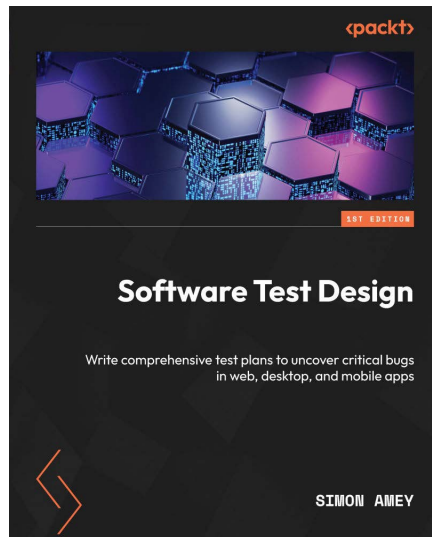 <packt>
1ST EDITION
Software Test Design
Write comprehensive test plans to uncover critical bugs
in web, desktop, and mobile apps
SIMON AMEY